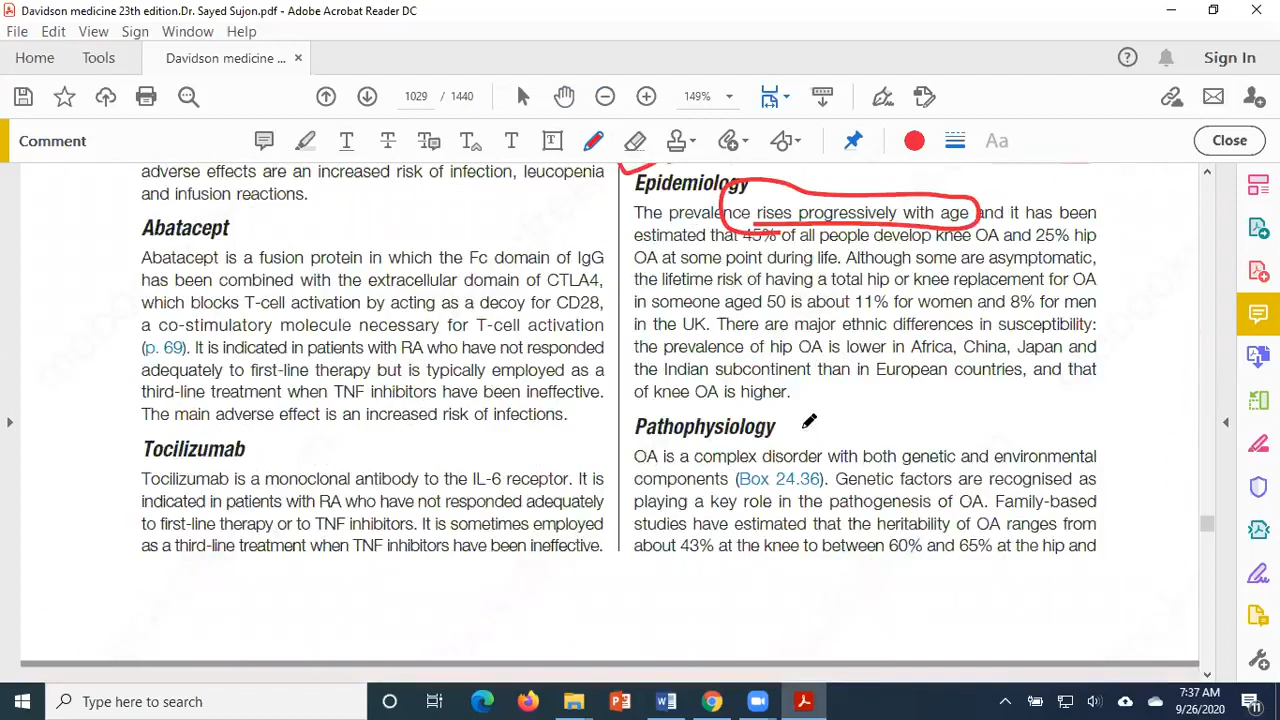 Davidson medicine 23th edition.Dr. Sayed Sujon.pdf - Adobe Acrobat Reader DC
File Edit View Sign Window Help
Home Tools Davidson medicine ... × Sign In
1029 / 1440 149%
Comment Aa Close
adverse effects are an increased risk of infection, leucopenia
and infusion reactions.
Abatacept
Abatacept is a fusion protein in which the Fc domain of IgG
has been combined with the extracellular domain of CTLA4,
which blocks T-cell activation by acting as a decoy for CD28,
a co-stimulatory molecule necessary for T-cell activation
(p. 69). It is indicated in patients with RA who have not responded
adequately to first-line therapy but is typically employed as a
third-line treatment when TNF inhibitors have been ineffective.
The main adverse effect is an increased risk of infections.
Tocilizumab
Tocilizumab is a monoclonal antibody to the IL-6 receptor. It is
indicated in patients with RA who have not responded adequately
to first-line therapy or to TNF inhibitors. It is sometimes employed
as a third-line treatment when TNF inhibitors have been ineffective.
Epidemiology
The prevalence rises progressively with age and it has been
estimated that 45% of all people develop knee OA and 25% hip
OA at some point during life. Although some are asymptomatic,
the lifetime risk of having a total hip or knee replacement for OA
in someone aged 50 is about 11% for women and 8% for men
in the UK. There are major ethnic differences in susceptibility:
the prevalence of hip OA is lower in Africa, China, Japan and
the Indian subcontinent than in European countries, and that
of knee OA is higher.
Pathophysiology
OA is a complex disorder with both genetic and environmental
components (Box 24.36). Genetic factors are recognised as
playing a key role in the pathogenesis of OA. Family-based
studies have estimated that the heritability of OA ranges from
about 43% at the knee to between 60% and 65% at the hip and
Type here to search
7:37 AM
9/26/2020
11